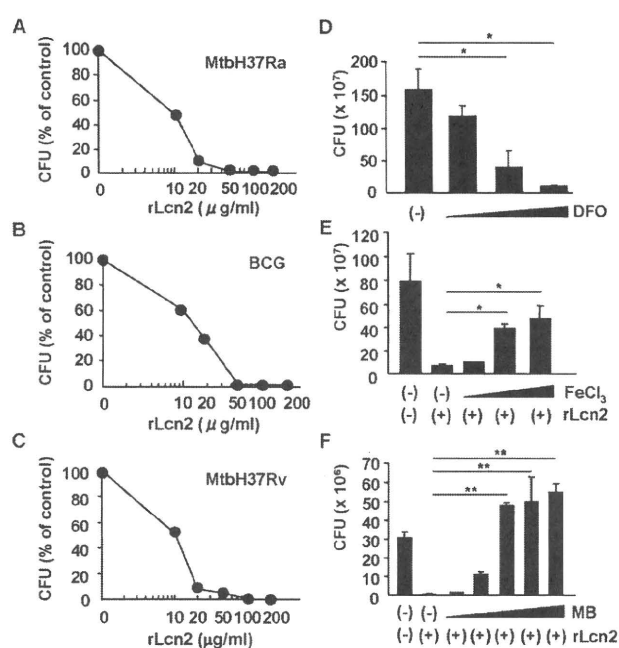 A
MtbH37Ra
CFU (% of control)
100
80
60
40
20
0
0 10 20 50 100 200
rLcn2 ( μ g/ml)
B
BCG
CFU (% of control)
100
80
60
40
20
0
0 10 20 50 100 200
rLcn2 ( μ g/ml)
C
MtbH37Rv
CFU (% of control)
100
80
60
40
20
0
0 10 20 50 100 200
rLcn2 (μg/ml)
D
*
*
CFU (x 10⁷)
200
150
100
50
0
(-) DFO
E
*
*
CFU (x 10⁷)
120
100
80
60
40
20
0
(-) (-) FeCl₃
(-) (+) (+) (+) (+) rLcn2
F
**
**
**
CFU (x 10⁶)
70
60
50
40
30
20
10
0
(-) (-) MB
(-) (+) (+) (+) (+) (+) (+) rLcn2